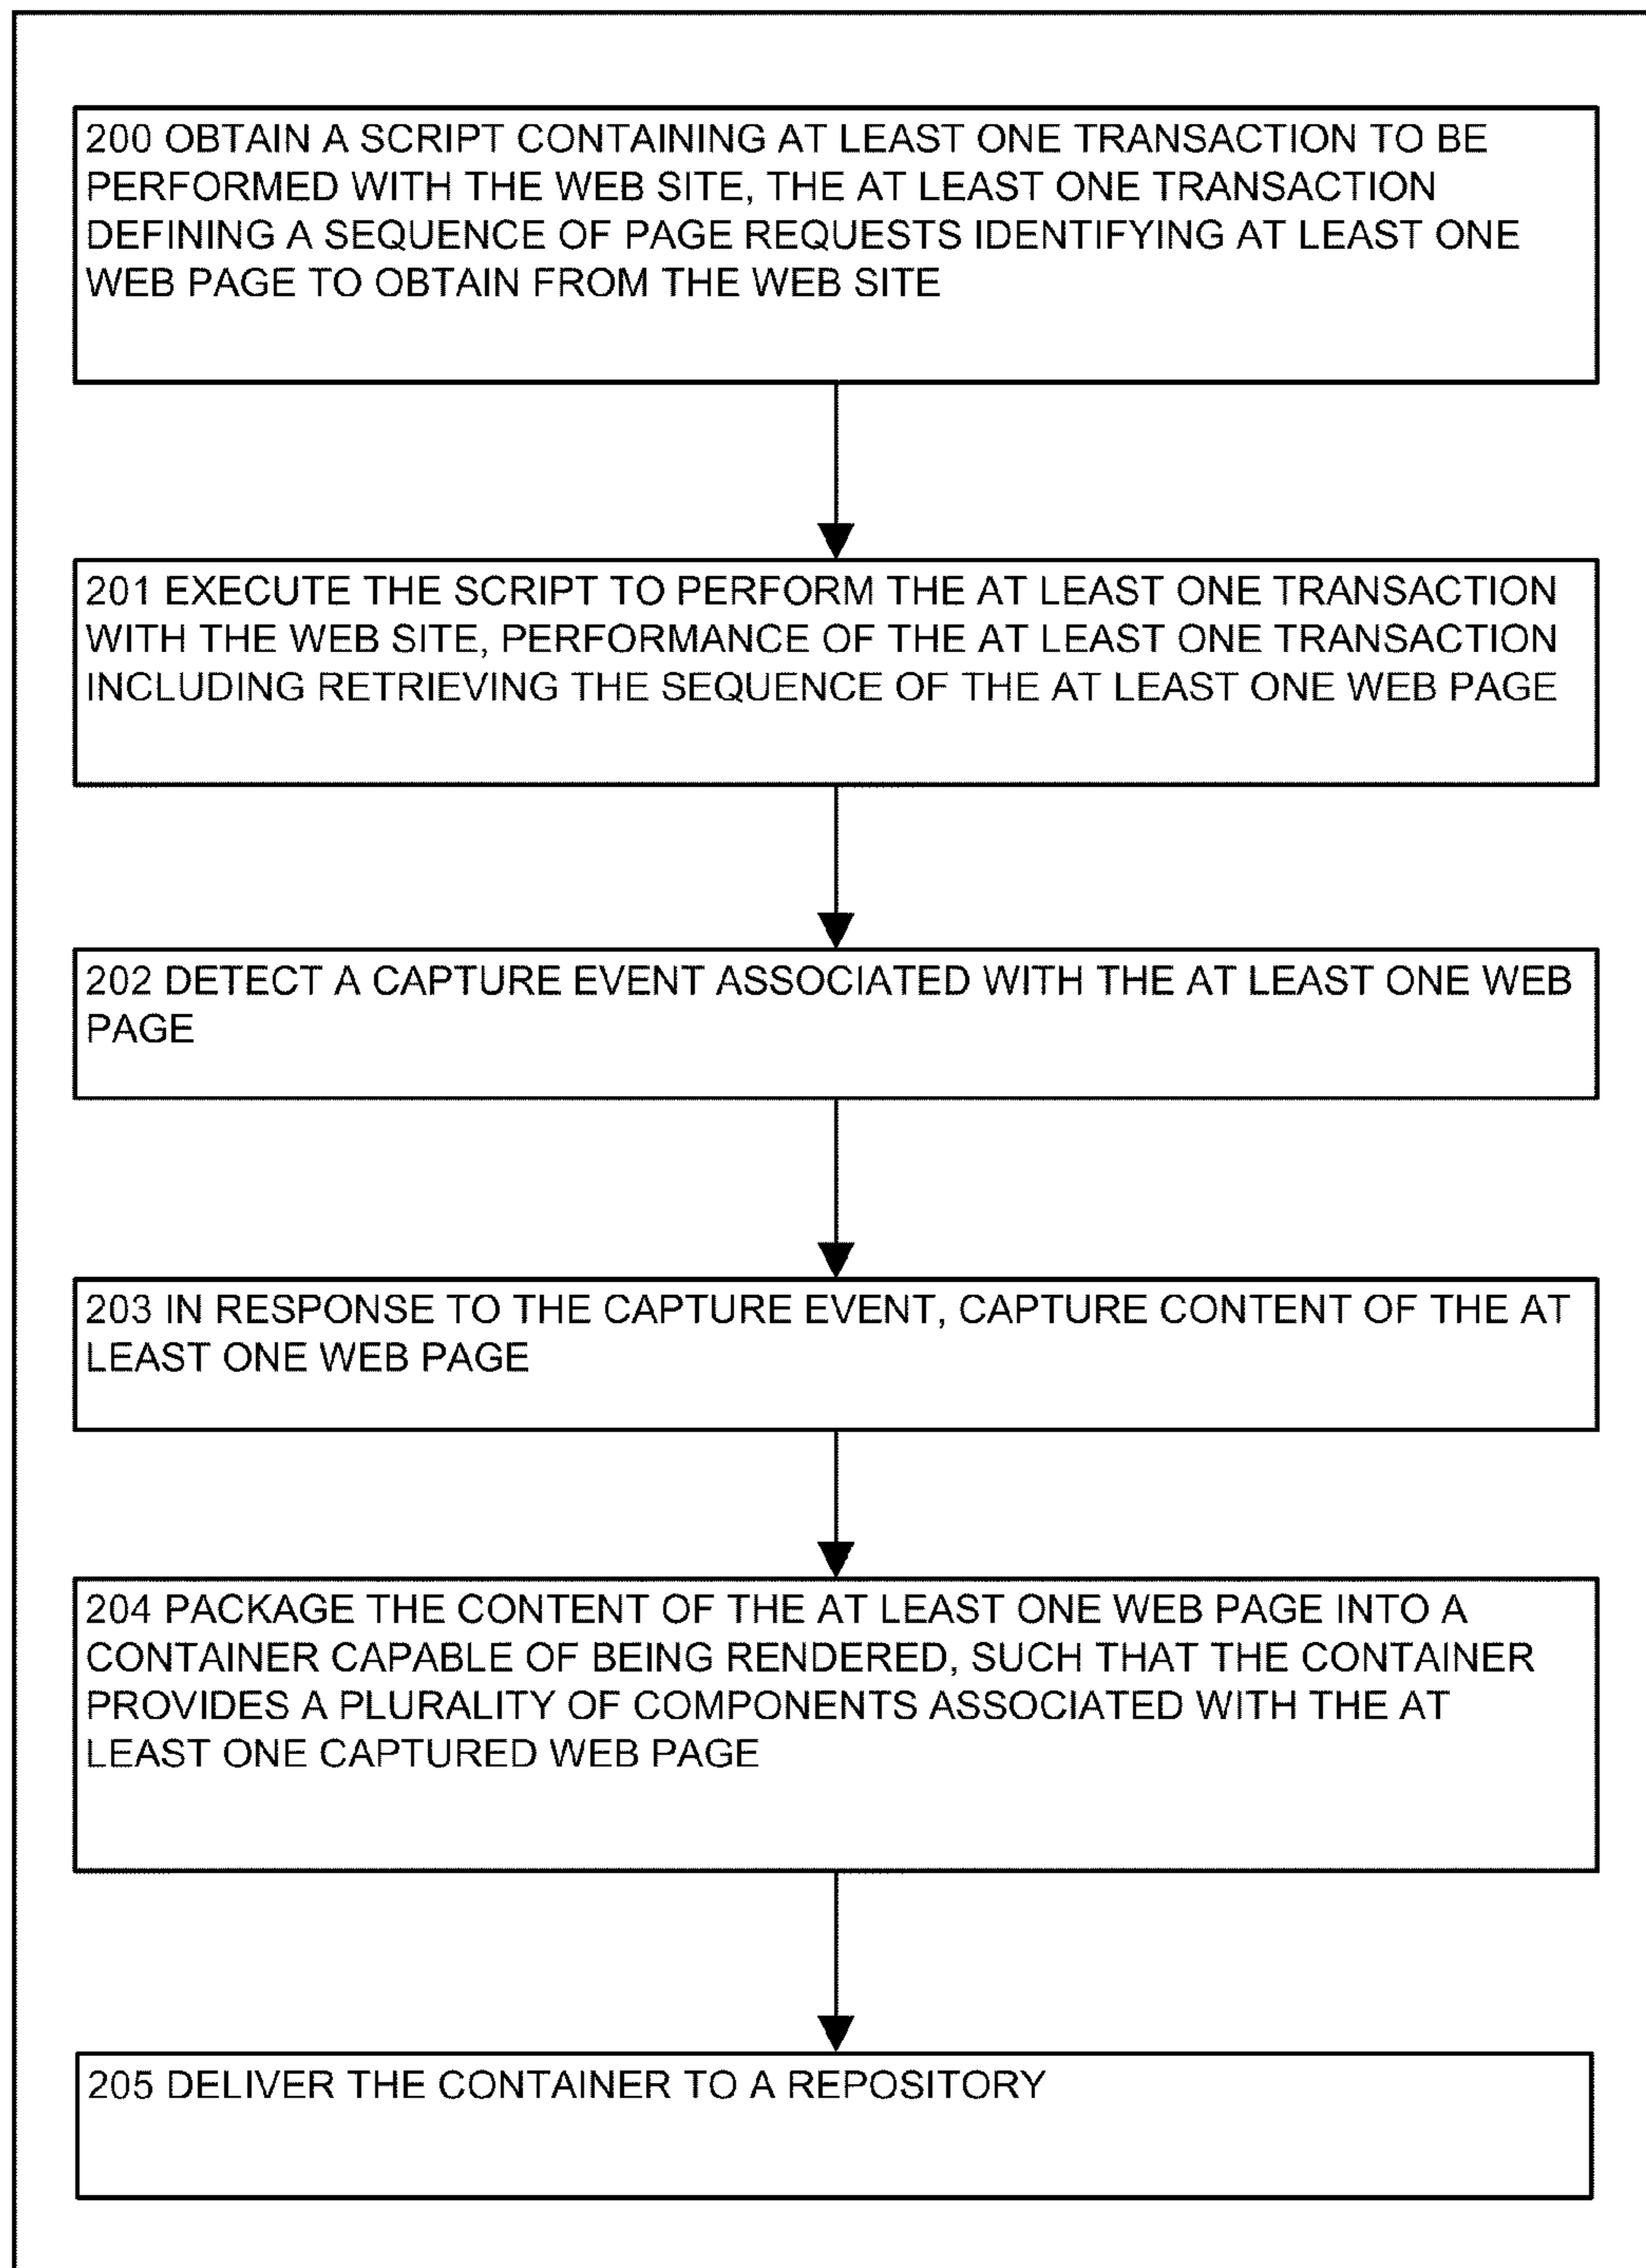 200 OBTAIN A SCRIPT CONTAINING AT LEAST ONE TRANSACTION TO BE
PERFORMED WITH THE WEB SITE, THE AT LEAST ONE TRANSACTION
DEFINING A SEQUENCE OF PAGE REQUESTS IDENTIFYING AT LEAST ONE
WEB PAGE TO OBTAIN FROM THE WEB SITE
201 EXECUTE THE SCRIPT TO PERFORM THE AT LEAST ONE TRANSACTION
WITH THE WEB SITE, PERFORMANCE OF THE AT LEAST ONE TRANSACTION
INCLUDING RETRIEVING THE SEQUENCE OF THE AT LEAST ONE WEB PAGE
202 DETECT A CAPTURE EVENT ASSOCIATED WITH THE AT LEAST ONE WEB
PAGE
203 IN RESPONSE TO THE CAPTURE EVENT, CAPTURE CONTENT OF THE AT
LEAST ONE WEB PAGE
204 PACKAGE THE CONTENT OF THE AT LEAST ONE WEB PAGE INTO A
CONTAINER CAPABLE OF BEING RENDERED, SUCH THAT THE CONTAINER
PROVIDES A PLURALITY OF COMPONENTS ASSOCIATED WITH THE AT
LEAST ONE CAPTURED WEB PAGE
205 DELIVER THE CONTAINER TO A REPOSITORY